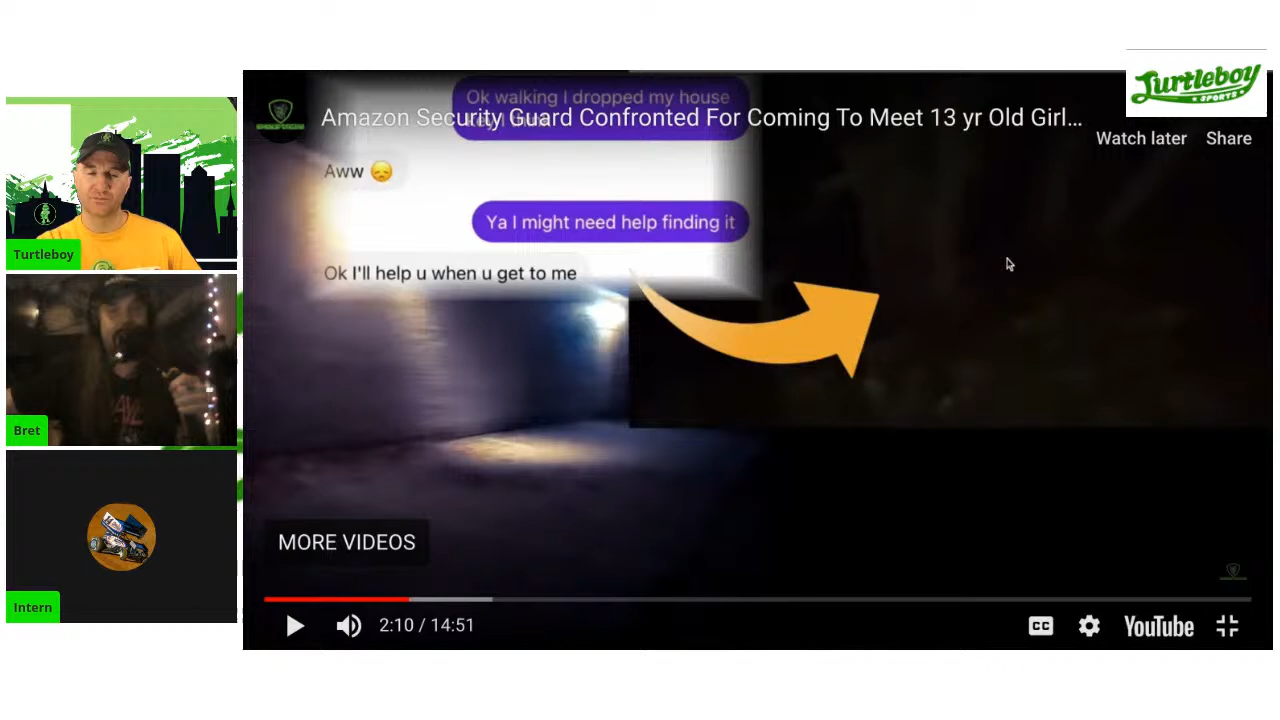 Turtleboy
SPORTS
Amazon Security Guard Confronted For Coming To Meet 13 yr Old Girl...
Watch later
Share
Ok walking I dropped my house
key
Aww 😞
Ya I might need help finding it
Ok I'll help u when u get to me
Turtleboy
Bret
Intern
MORE VIDEOS
2:10 / 14:51
CC
YouTube